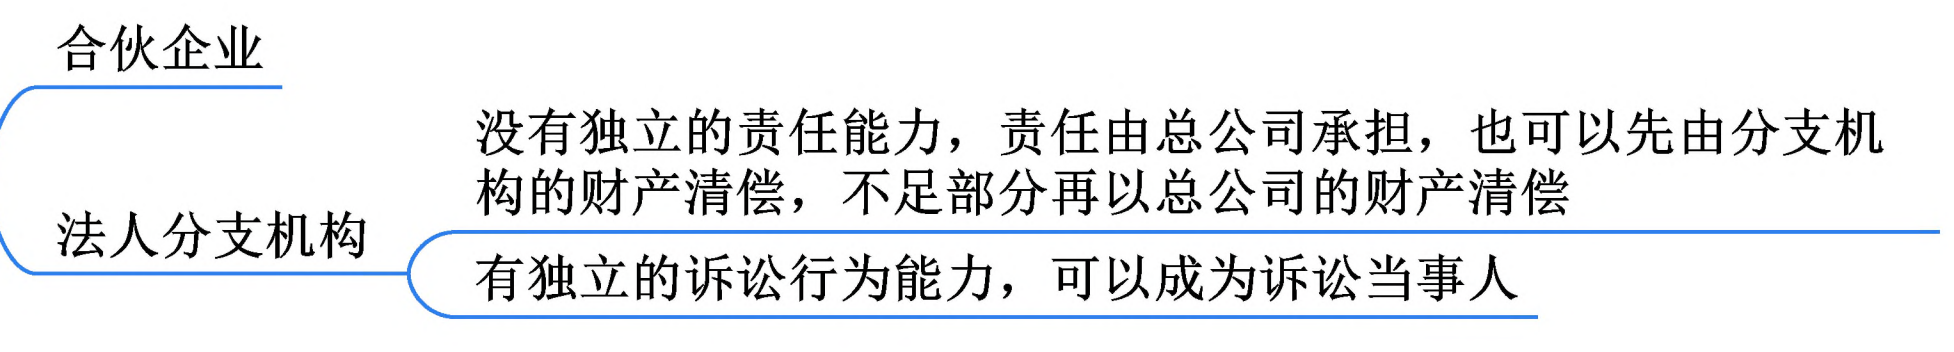 合伙企业
没有独立的责任能力，责任由总公司承担，也可以先由分支机
构的财产清偿，不足部分再以总公司的财产清偿
法人分支机构
有独立的诉讼行为能力，可以成为诉讼当事人